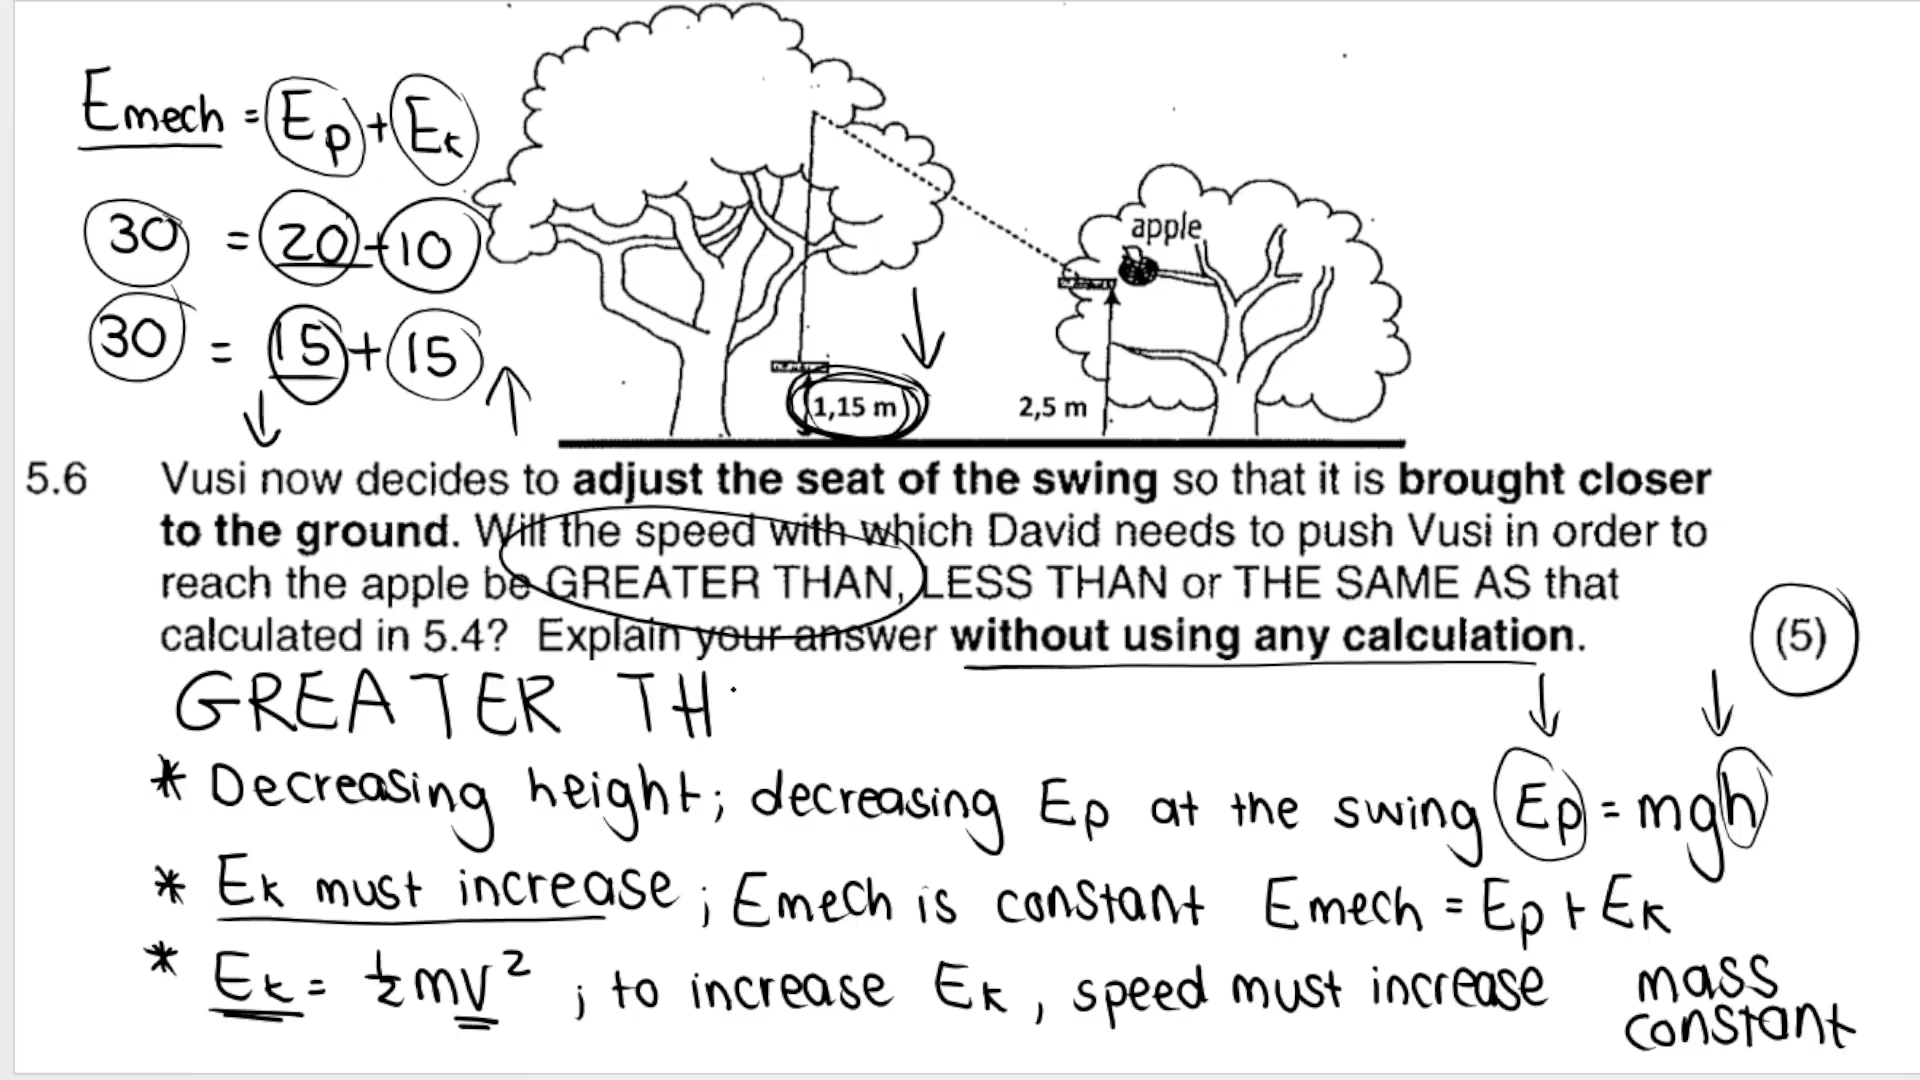 Emech = Ep + Ek
30 = 20 + 10
30 = 15 + 15
apple
1,15 m
2,5 m
5.6 Vusi now decides to adjust the seat of the swing so that it is brought closer
to the ground. Will the speed with which David needs to push Vusi in order to
reach the apple be GREATER THAN, LESS THAN or THE SAME AS that
calculated in 5.4? Explain your answer without using any calculation. (5)
GREATER TH
* Decreasing height; decreasing Ep at the swing Ep = mgh
* Ek must increase; Emech is constant Emech = Ep + Ek
* Ek = ½mv²; to increase Ek, speed must increase mass
constant